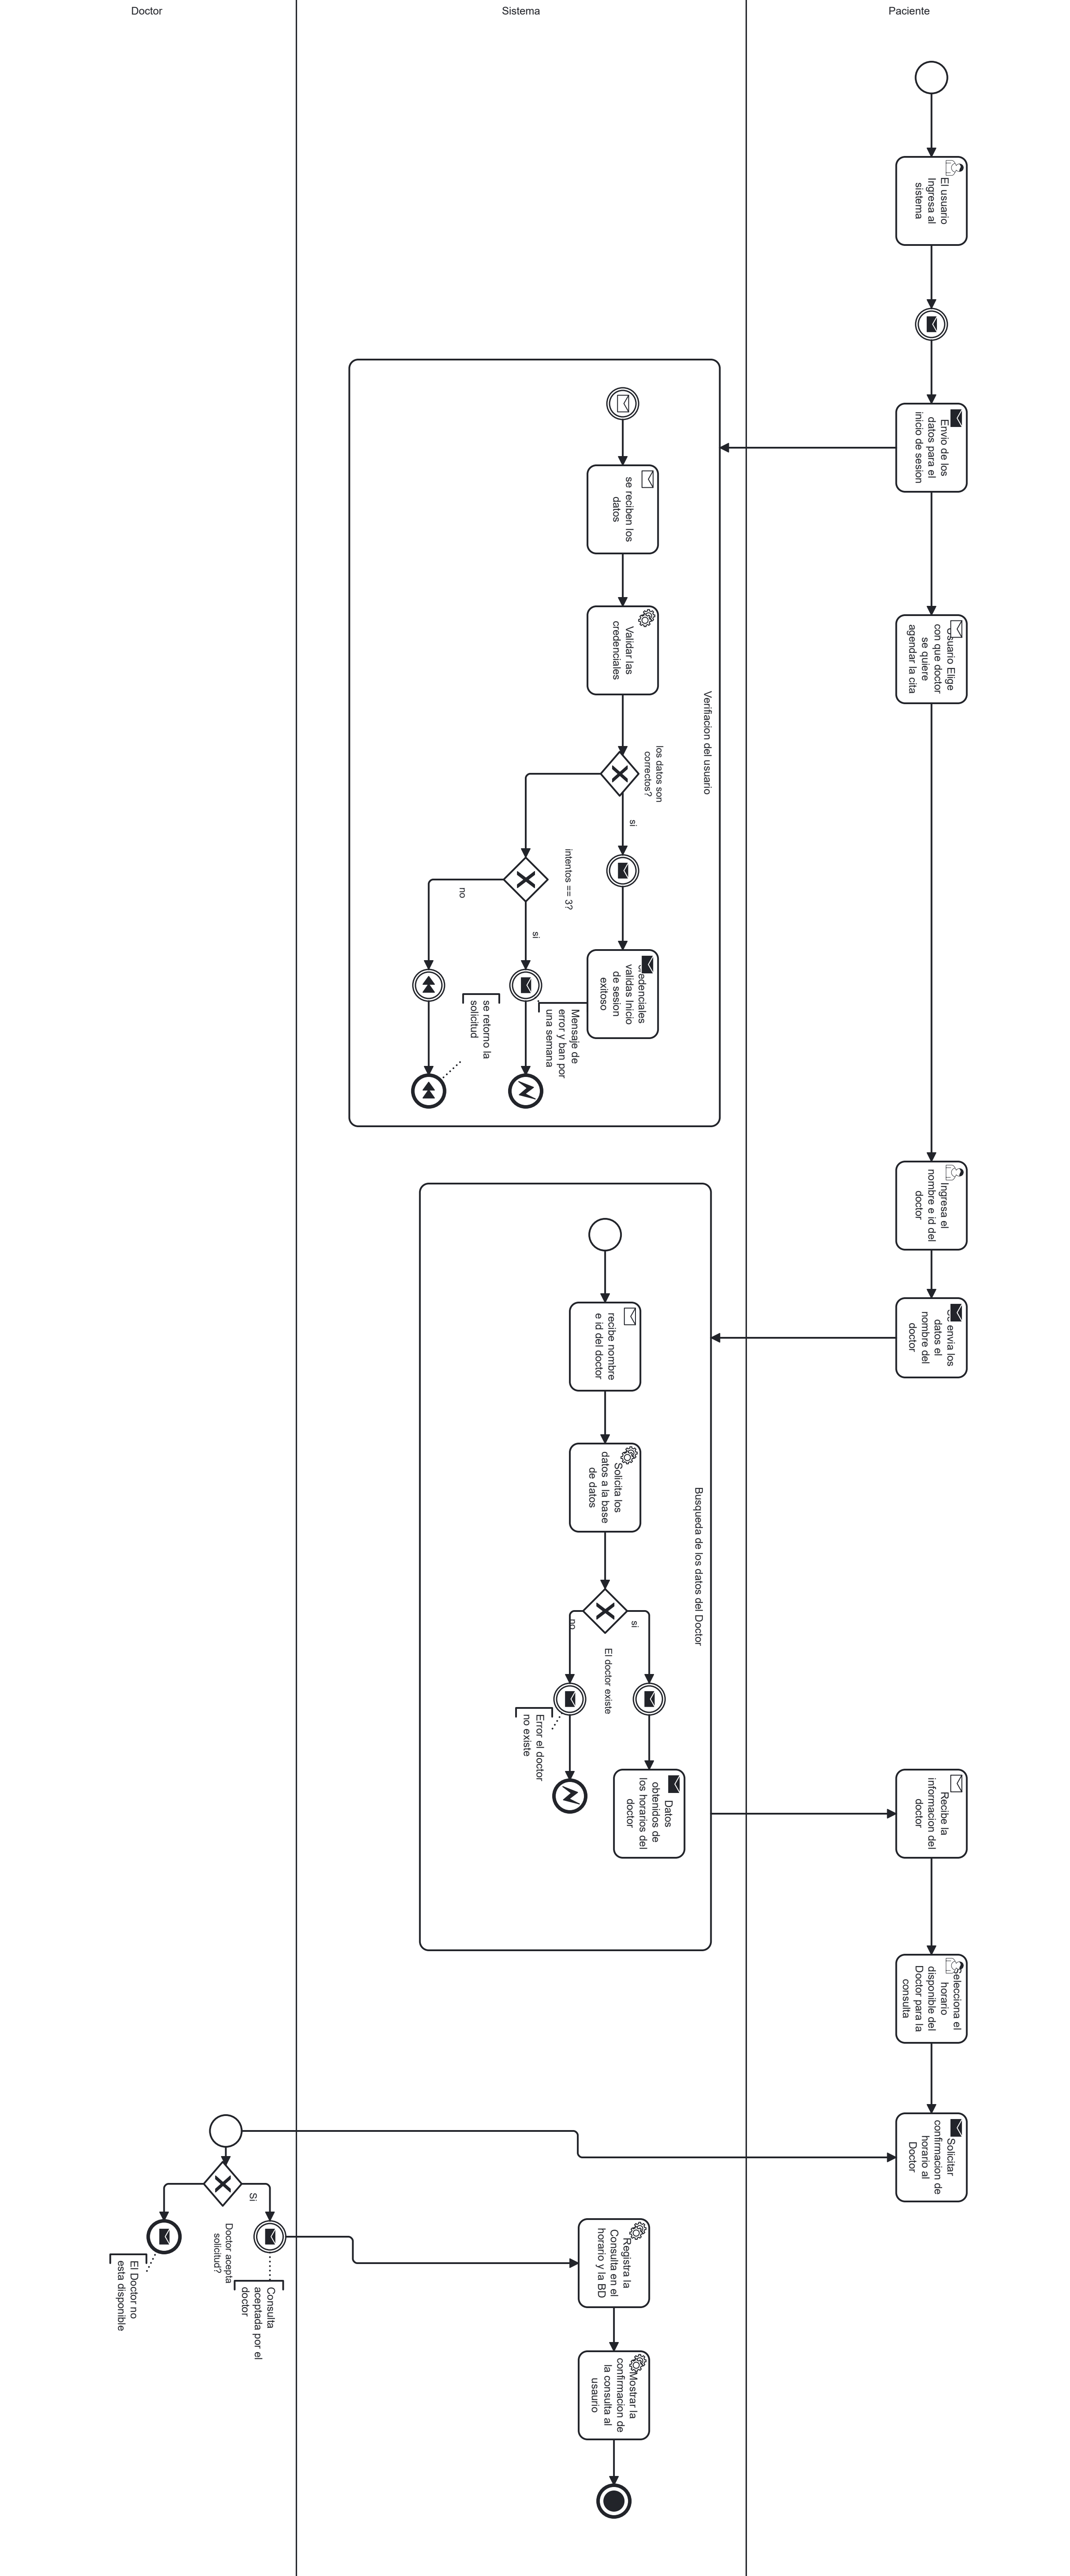 Doctor
Sistema
Paciente
El usuario
Ingresa al
sistema
Envio de los
datos para el
inicio de sesion
Usuario Elige
con que doctor
se quiere
agendar la cita
Ingresa el
nombre e id del
doctor
Se envia los
datos el
nombre del
doctor
Recibe la
informacion del
doctor
Selecciona el
horario
disponible del
Doctor para la
consulta
Solicitar
confirmacion de
horario al
Doctor
Verifiacion del usuario
se reciben los
datos
Validar las
credenciales
los datos son
correctos?
si
Credenciales
validas Inicio
de sesion
exitoso
intentos == 3?
si
no
Mensaje de
error y ban por
una semana
se retorno la
solicitud
Busqueda de los datos del Doctor
recibe nombre
e id del doctor
Solicita los
datos a la base
de datos
El doctor existe
si
no
Datos
obtenidos de
los horarios del
doctor
Error el doctor
no existe
Registra la
Consulta en el
horario y la BD
Mostrar la
confirmacion de
la consulta al
usaurio
Si
Doctor acepta
solicitud?
Consulta
aceptada por el
doctor
El Doctor no
esta disponible